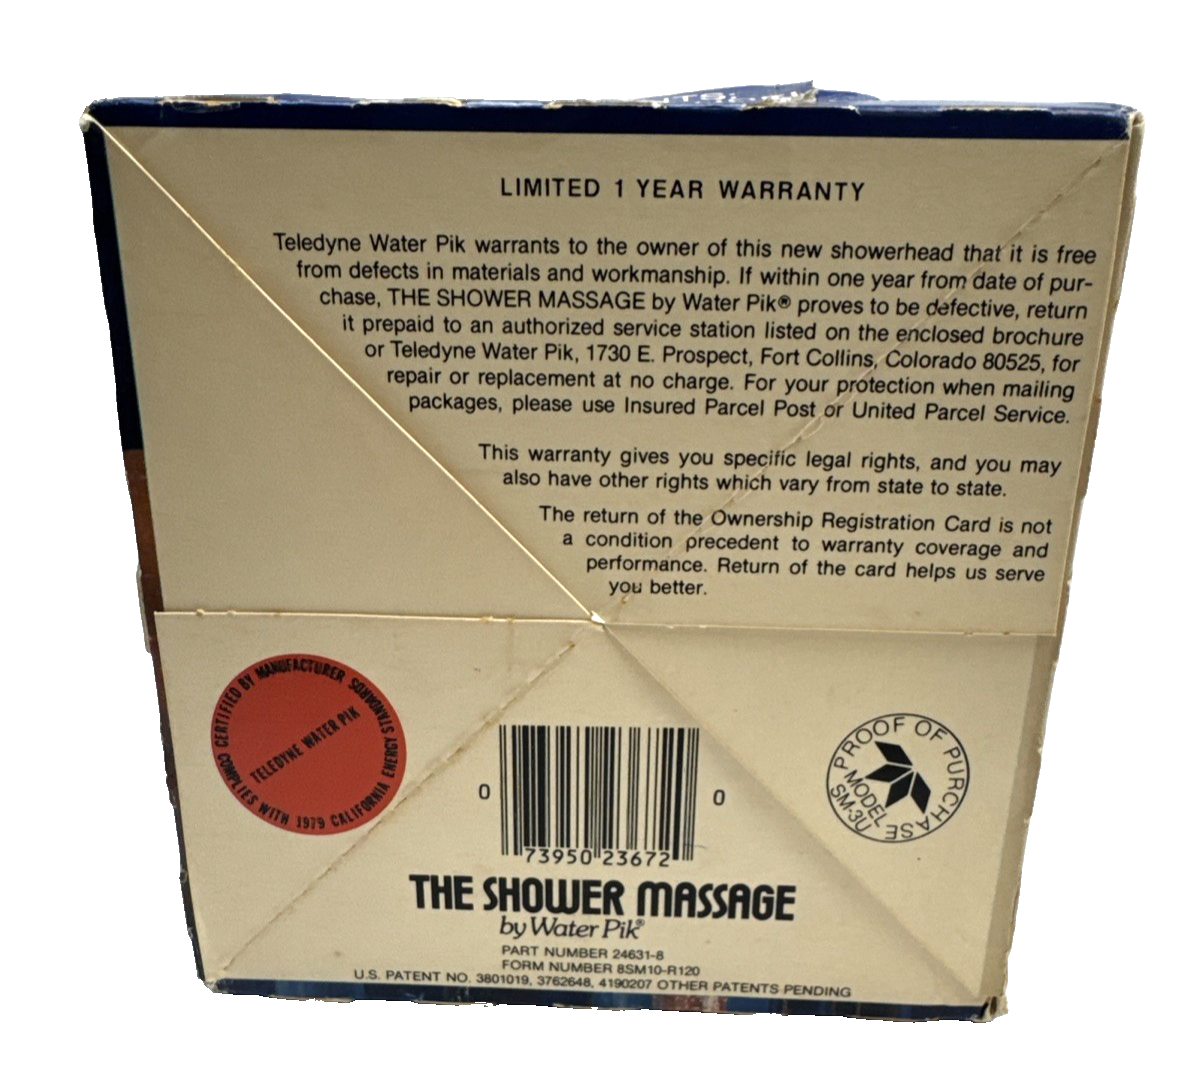 LIMITED 1 YEAR WARRANTY
Teledyne Water Pik warrants to the owner of this new showerhead that it is free
from defects in materials and workmanship. If within one year from date of pur-
chase, THE SHOWER MASSAGE by Water Pik® proves to be defective, return
it prepaid to an authorized service station listed on the enclosed brochure
or Teledyne Water Pik, 1730 E. Prospect, Fort Collins, Colorado 80525, for
repair or replacement at no charge. For your protection when mailing
packages, please use Insured Parcel Post or United Parcel Service.
This warranty gives you specific legal rights, and you may
also have other rights which vary from state to state.
The return of the Ownership Registration Card is not
a condition precedent to warranty coverage and
performance. Return of the card helps us serve
you better.
CERTIFIED BY MANUFACTURER
COMPLIES WITH 1979 CALIFORNIA ENERGY STANDARDS
TELEDYNE WATER PIK
0 73950 23672 0
PROOF OF PURCHASE
MODEL
SM-3U
THE SHOWER MASSAGE
by Water Pik®
PART NUMBER 24631-8
FORM NUMBER 8SM10-R120
U.S. PATENT NO. 3801019, 3762648, 4190207 OTHER PATENTS PENDING